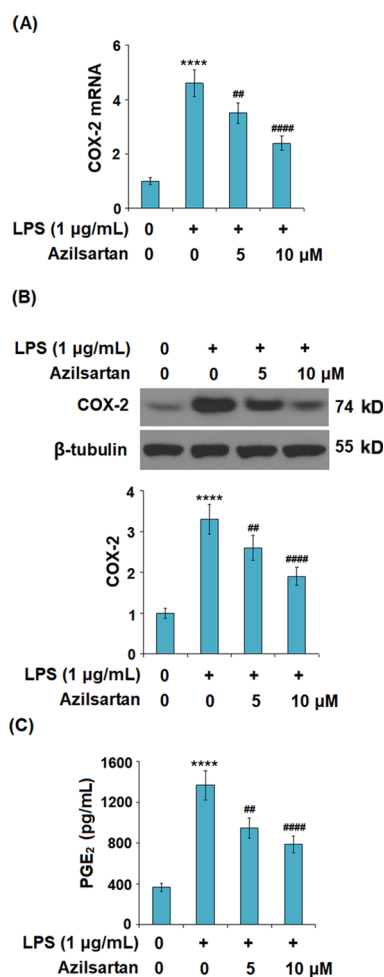 (A)
6
4
2
0
COX-2 mRNA
****
##
####
LPS (1 µg/mL) 0 + + +
Azilsartan 0 0 5 10 µM
(B)
LPS (1 µg/mL) 0 + + +
Azilsartan 0 0 5 10 µM
COX-2 74 kD
β-tubulin 55 kD
4
3
2
1
0
COX-2
****
##
####
LPS (1 µg/mL) 0 + + +
Azilsartan 0 0 5 10 µM
(C)
1600
1200
800
400
0
PGE₂ (pg/mL)
****
##
####
LPS (1 µg/mL) 0 + + +
Azilsartan 0 0 5 10 µM